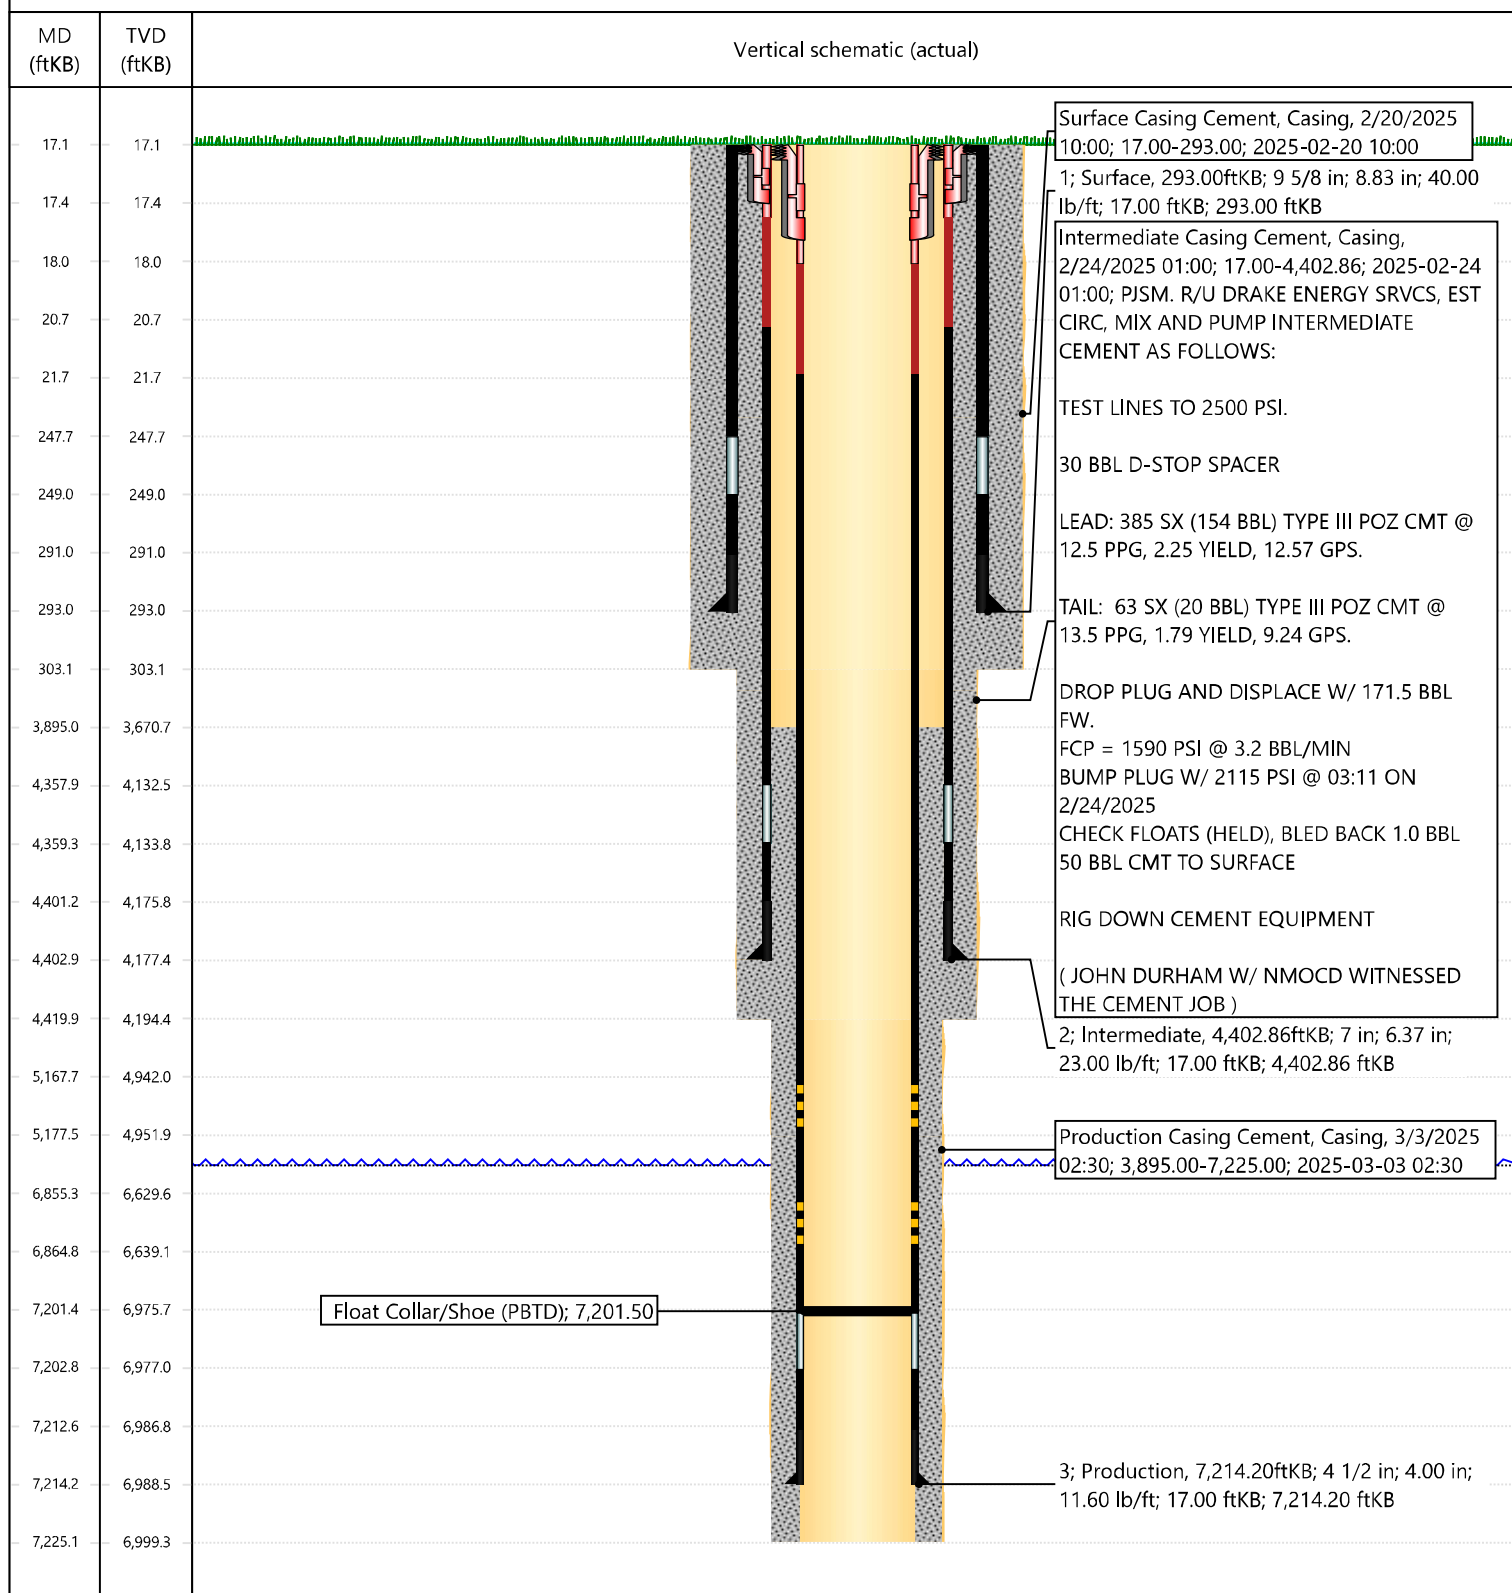 MD
(ftKB)
TVD
(ftKB)
Vertical schematic (actual)
17.1 17.1
17.4 17.4
18.0 18.0
20.7 20.7
21.7 21.7
247.7 247.7
249.0 249.0
291.0 291.0
293.0 293.0
303.1 303.1
3,895.0 3,670.7
4,357.9 4,132.5
4,359.3 4,133.8
4,401.2 4,175.8
4,402.9 4,177.4
4,419.9 4,194.4
5,167.7 4,942.0
5,177.5 4,951.9
6,855.3 6,629.6
6,864.8 6,639.1
7,201.4 6,975.7
7,202.8 6,977.0
7,212.6 6,986.8
7,214.2 6,988.5
7,225.1 6,999.3
Surface Casing Cement, Casing, 2/20/2025
10:00; 17.00-293.00; 2025-02-20 10:00
1; Surface, 293.00ftKB; 9 5/8 in; 8.83 in; 40.00
lb/ft; 17.00 ftKB; 293.00 ftKB
Intermediate Casing Cement, Casing,
2/24/2025 01:00; 17.00-4,402.86; 2025-02-24
01:00; PJSM. R/U DRAKE ENERGY SRVCS, EST
CIRC, MIX AND PUMP INTERMEDIATE
CEMENT AS FOLLOWS:
TEST LINES TO 2500 PSI.
30 BBL D-STOP SPACER
LEAD: 385 SX (154 BBL) TYPE III POZ CMT @
12.5 PPG, 2.25 YIELD, 12.57 GPS.
TAIL:  63 SX (20 BBL) TYPE III POZ CMT @
13.5 PPG, 1.79 YIELD, 9.24 GPS.
DROP PLUG AND DISPLACE W/ 171.5 BBL
FW.
FCP = 1590 PSI @ 3.2 BBL/MIN
BUMP PLUG W/ 2115 PSI @ 03:11 ON
2/24/2025
CHECK FLOATS (HELD), BLED BACK 1.0 BBL
50 BBL CMT TO SURFACE
RIG DOWN CEMENT EQUIPMENT
( JOHN DURHAM W/ NMOCD WITNESSED
THE CEMENT JOB )
2; Intermediate, 4,402.86ftKB; 7 in; 6.37 in;
23.00 lb/ft; 17.00 ftKB; 4,402.86 ftKB
Production Casing Cement, Casing, 3/3/2025
02:30; 3,895.00-7,225.00; 2025-03-03 02:30
Float Collar/Shoe (PBTD); 7,201.50
3; Production, 7,214.20ftKB; 4 1/2 in; 4.00 in;
11.60 lb/ft; 17.00 ftKB; 7,214.20 ftKB